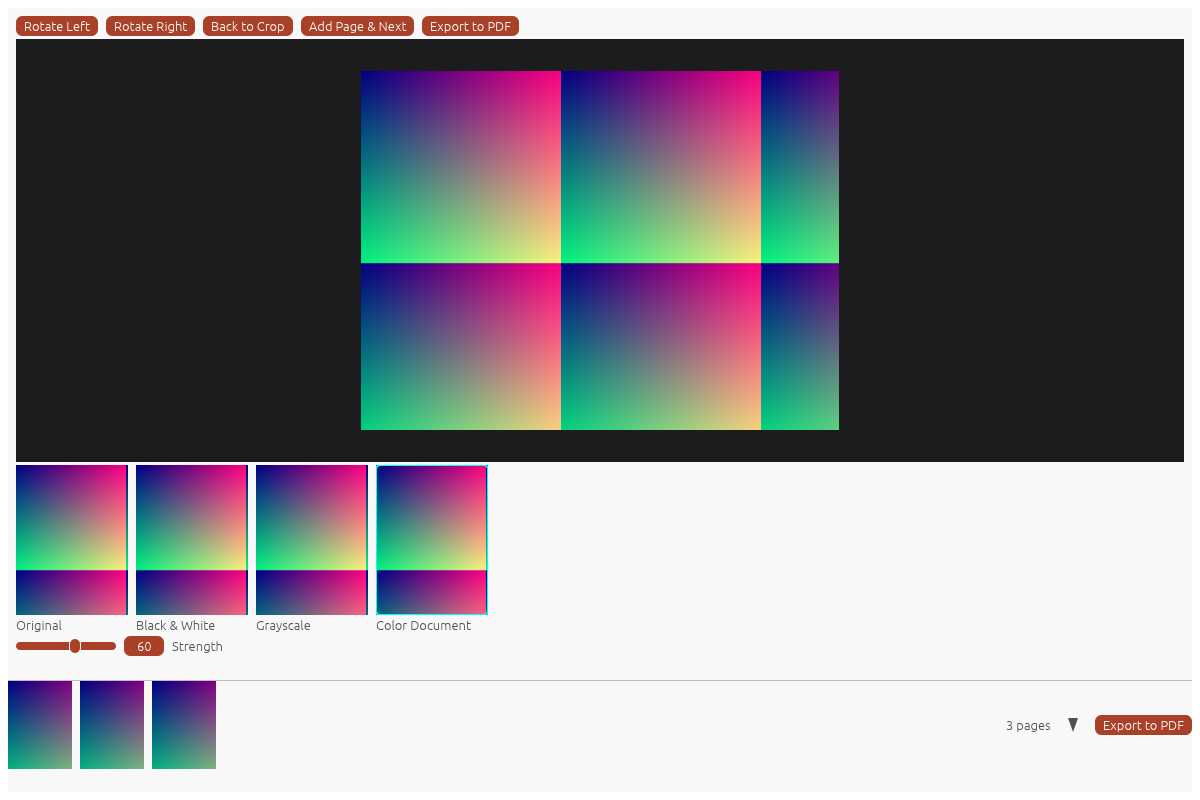 Rotate Left Rotate Right Back to Crop Add Page & Next Export to PDF
Original Black & White Grayscale Color Document
60 Strength
3 pages Export to PDF